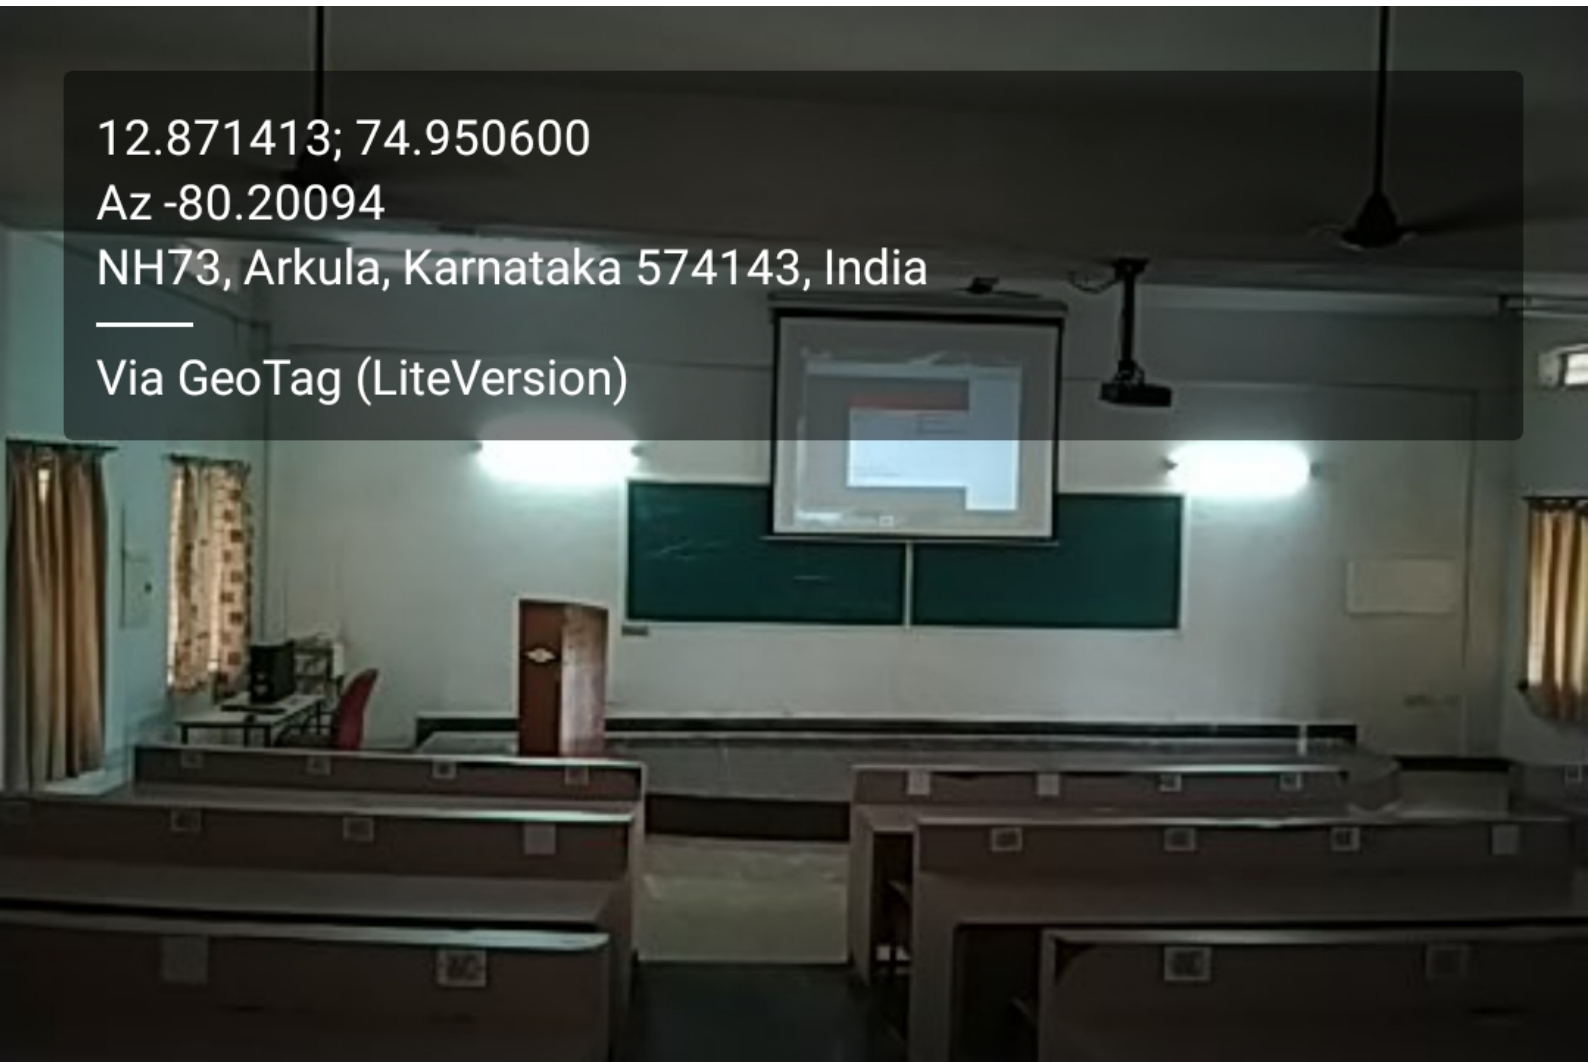 12.871413; 74.950600
Az -80.20094
NH73, Arkula, Karnataka 574143, India
Via GeoTag (LiteVersion)